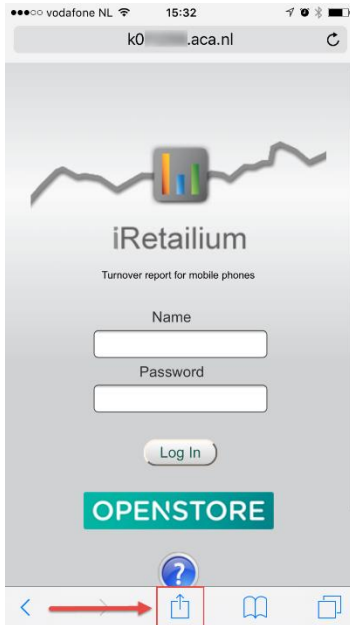 vodafone NL 15:32
k0 .aca.nl
iRetailium
Turnover report for mobile phones
Name
Password
Log In
OPENSTORE
?